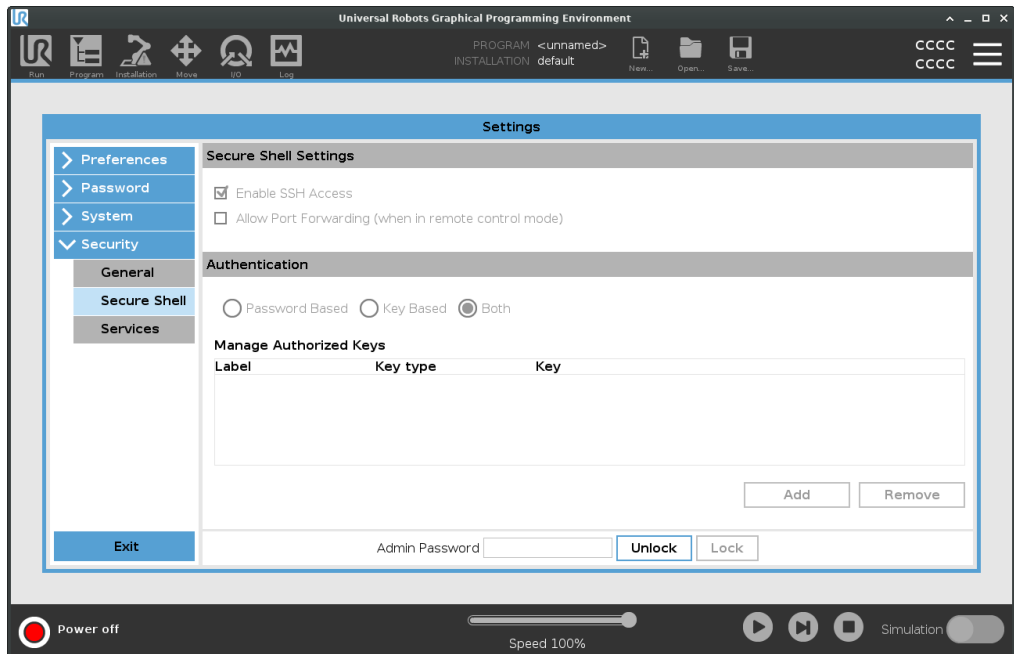 UR Universal Robots Graphical Programming Environment
UR PROGRAM <unnamed> CCCC
INSTALLATION default CCCC
Run Program Installation Move I/O Log New... Open... Save...
Settings
Preferences
Password
System
Security
General
Secure Shell
Services
Exit
Secure Shell Settings
Enable SSH Access
Allow Port Forwarding (when in remote control mode)
Authentication
Password Based Key Based Both
Manage Authorized Keys
Label Key type Key
Add Remove
Admin Password Unlock Lock
Power off Speed 100% Simulation